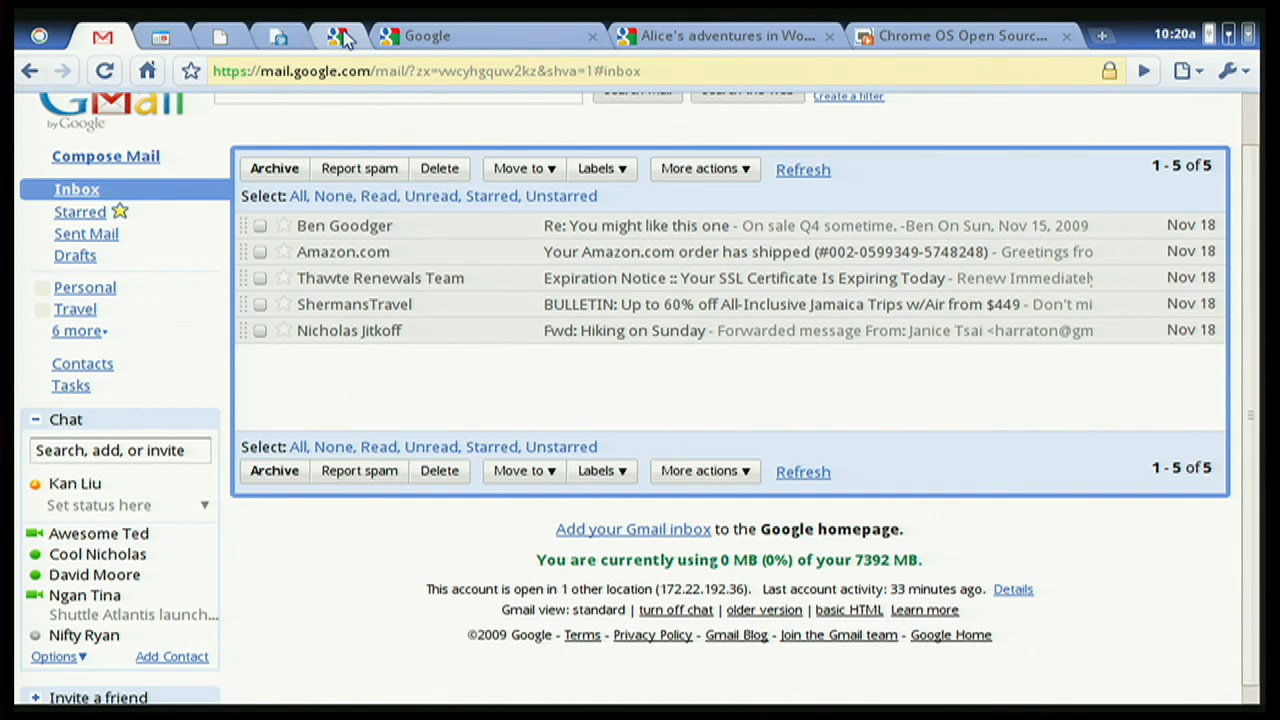 Google
Alice's adventures in Wo...
Chrome OS Open Sourc...
10:20a
https://mail.google.com/mail/?zx=vwcyhgquw2kz&shva=1#inbox
GMail
by Google
Search Mail
Search the Web
Create a filter
Compose Mail
Inbox
Starred
Sent Mail
Drafts
Personal
Travel
6 more
Contacts
Tasks
Chat
Search, add, or invite
Kan Liu
Set status here
Awesome Ted
Cool Nicholas
David Moore
Ngan Tina
Shuttle Atlantis launch...
Nifty Ryan
Options Add Contact
Invite a friend
Archive Report spam Delete Move to Labels More actions Refresh 1 - 5 of 5
Select: All, None, Read, Unread, Starred, Unstarred
Ben Goodger Re: You might like this one - On sale Q4 sometime. -Ben On Sun, Nov 15, 2009 Nov 18
Amazon.com Your Amazon.com order has shipped (#002-0599349-5748248) - Greetings fro Nov 18
Thawte Renewals Team Expiration Notice :: Your SSL Certificate Is Expiring Today - Renew Immediately Nov 18
ShermansTravel BULLETIN: Up to 60% off All-Inclusive Jamaica Trips w/Air from $449 - Don't mi Nov 18
Nicholas Jitkoff Fwd: Hiking on Sunday - Forwarded message From: Janice Tsai <harraton@gm Nov 18
Select: All, None, Read, Unread, Starred, Unstarred
Archive Report spam Delete Move to Labels More actions Refresh 1 - 5 of 5
Add your Gmail inbox to the Google homepage.
You are currently using 0 MB (0%) of your 7392 MB.
This account is open in 1 other location (172.22.192.36). Last account activity: 33 minutes ago. Details
Gmail view: standard | turn off chat | older version | basic HTML Learn more
©2009 Google - Terms - Privacy Policy - Gmail Blog - Join the Gmail team - Google Home